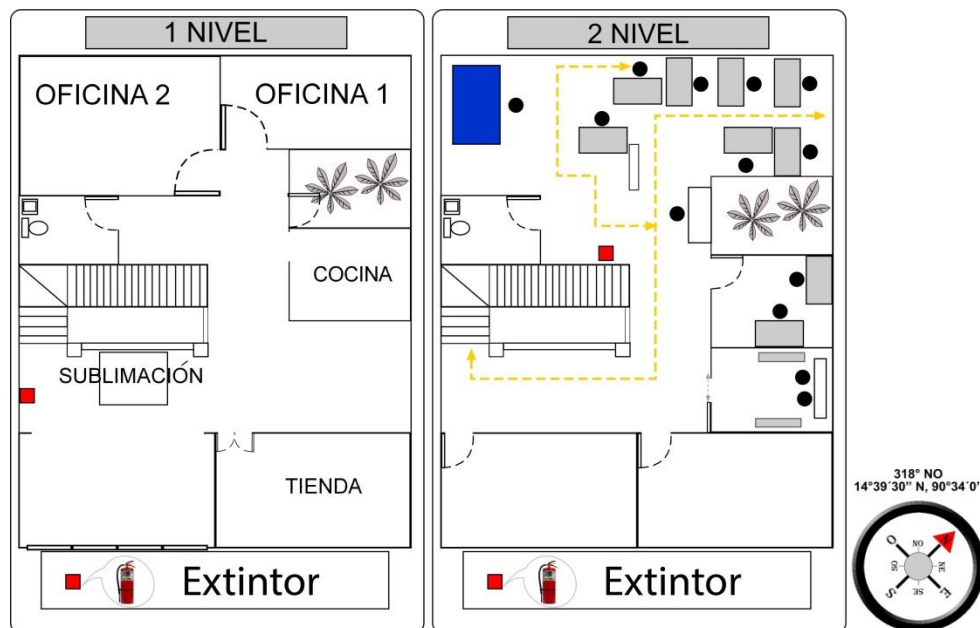 1 NIVEL
OFICINA 2
OFICINA 1
COCINA
SUBLIMACIÓN
TIENDA
Extintor
2 NIVEL
Extintor
318° NO
14°39´30” N, 90°34´0”
N
NE
E
SE
S
OS
O
NO